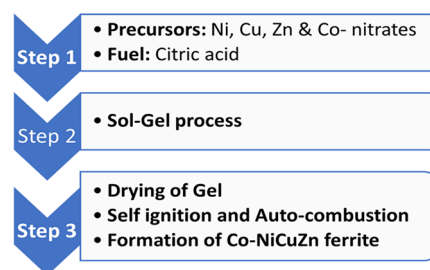 Step 1
• Precursors: Ni, Cu, Zn & Co- nitrates
• Fuel: Citric acid
Step 2
• Sol-Gel process
Step 3
• Drying of Gel
• Self ignition and Auto-combustion
• Formation of Co-NiCuZn ferrite